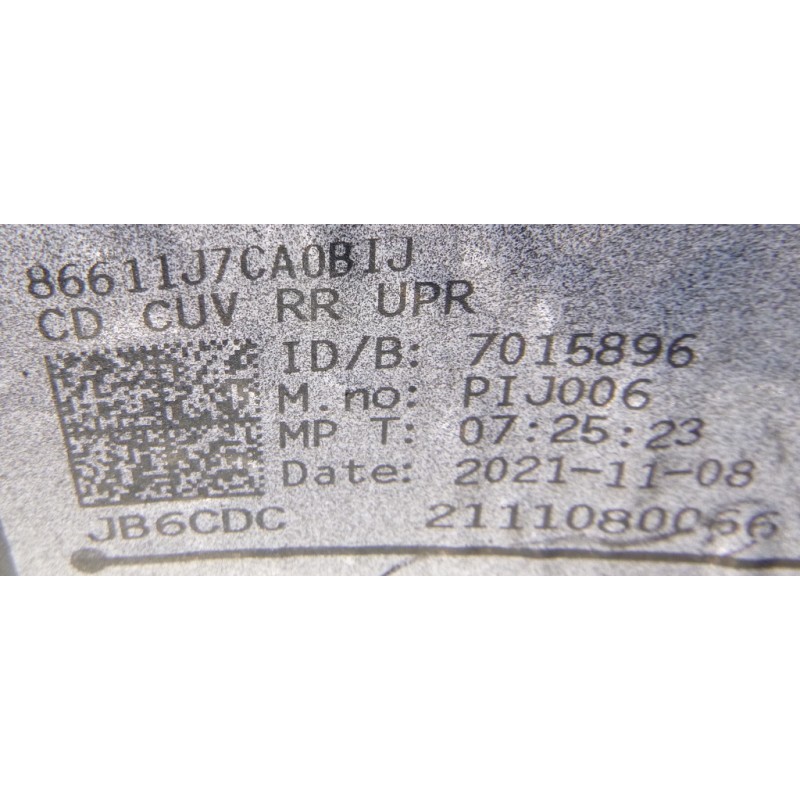 86611J7CA0BIJ
CD CUV RR UPR
ID/B: 7015896
M.no: PIJ006
MP T: 07:25:23
Date: 2021-11-08
JB6CDC 2111080066